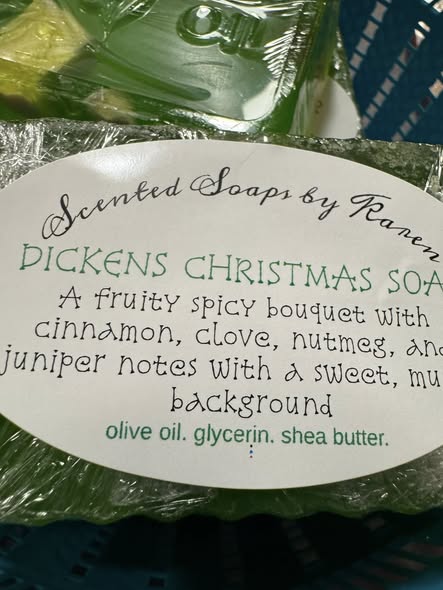 Scented Soaps by Karen
DICKENS CHRISTMAS
A fruity spicy bouquet with
cinnamon, clove, nutmeg,
juniper notes with a sweet,
background
olive oil. glycerin. shea butter.